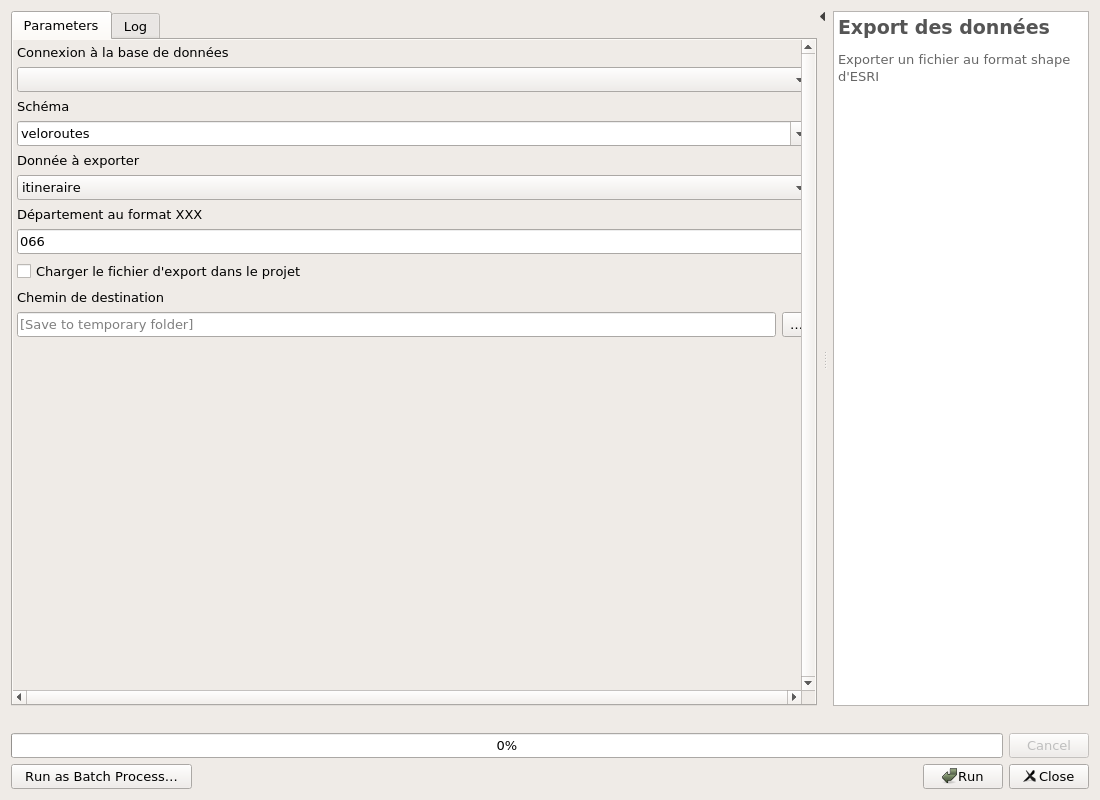 Parameters
Log
Connexion à la base de données
Schéma
veloroutes
Donnée à exporter
itineraire
Département au format XXX
066
Charger le fichier d'export dans le projet
Chemin de destination
[Save to temporary folder]
...
Export des données
Exporter un fichier au format shape
d'ESRI
0%
Cancel
Run as Batch Process...
Run
Close